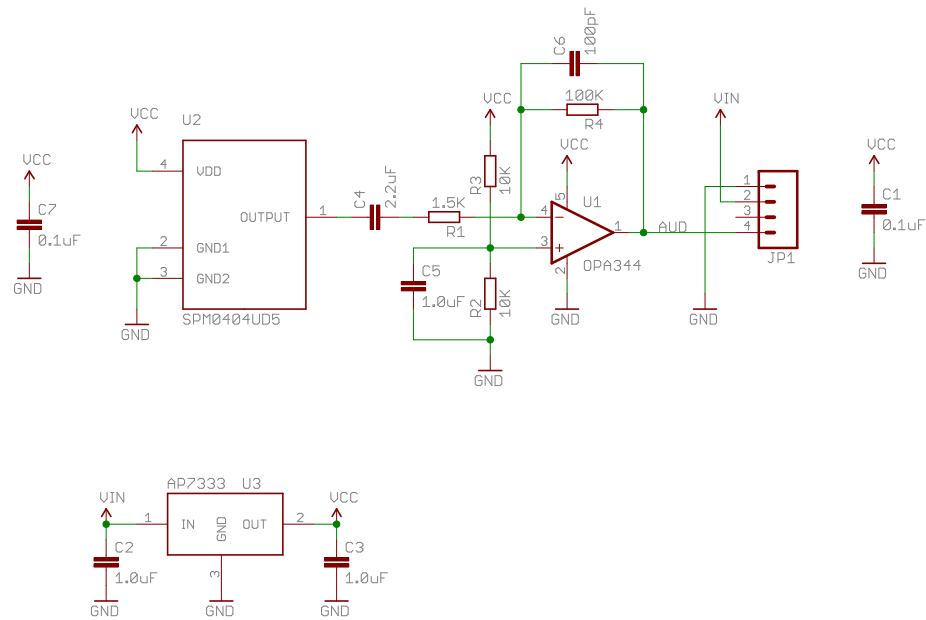 C6
100pF
100K
R4
VCC
VIN
VCC
U2
VCC
VCC
VCC
4
VDD
R3
10K
1
2
3
4
JP1
C1
0.1uF
GND
C7
0.1uF
GND
C4
2.2uF
OUTPUT
1
1.5K
R1
5
U1
4
-
3
+
1
AUD
2
OPA344
GND
GND
2
GND1
3
GND2
SPM0404UD5
GND
C5
1.0uF
R2
10K
GND
AP7333
U3
VIN
VCC
1
IN
GND
OUT
2
3
C2
1.0uF
GND
GND
C3
1.0uF
GND